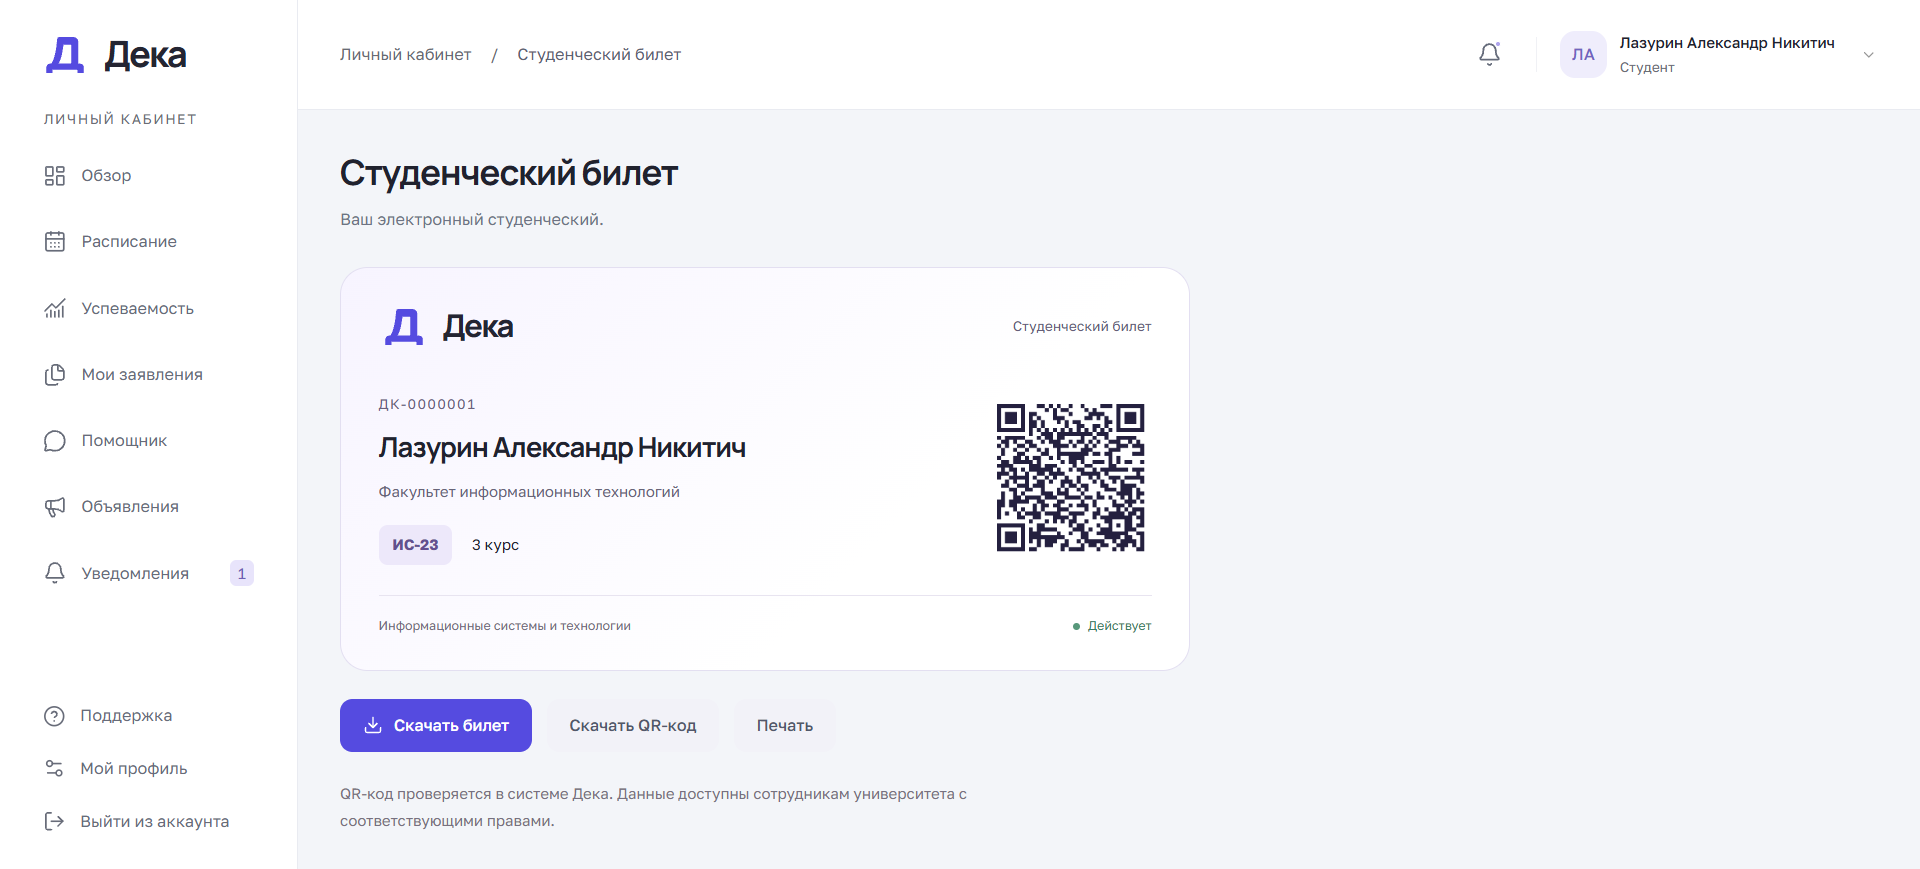 Дека
ЛИЧНЫЙ КАБИНЕТ
Обзор
Расписание
Успеваемость
Мои заявления
Помощник
Объявления
Уведомления 1
Поддержка
Мой профиль
Выйти из аккаунта
Личный кабинет / Студенческий билет
ЛА
Лазурин Александр Никитич
Студент
Студенческий билет
Ваш электронный студенческий.
Дека
Студенческий билет
ДК-0000001
Лазурин Александр Никитич
Факультет информационных технологий
ИС-23 3 курс
Информационные системы и технологии
Действует
Скачать билет
Скачать QR-код
Печать
QR-код проверяется в системе Дека. Данные доступны сотрудникам университета с
соответствующими правами.